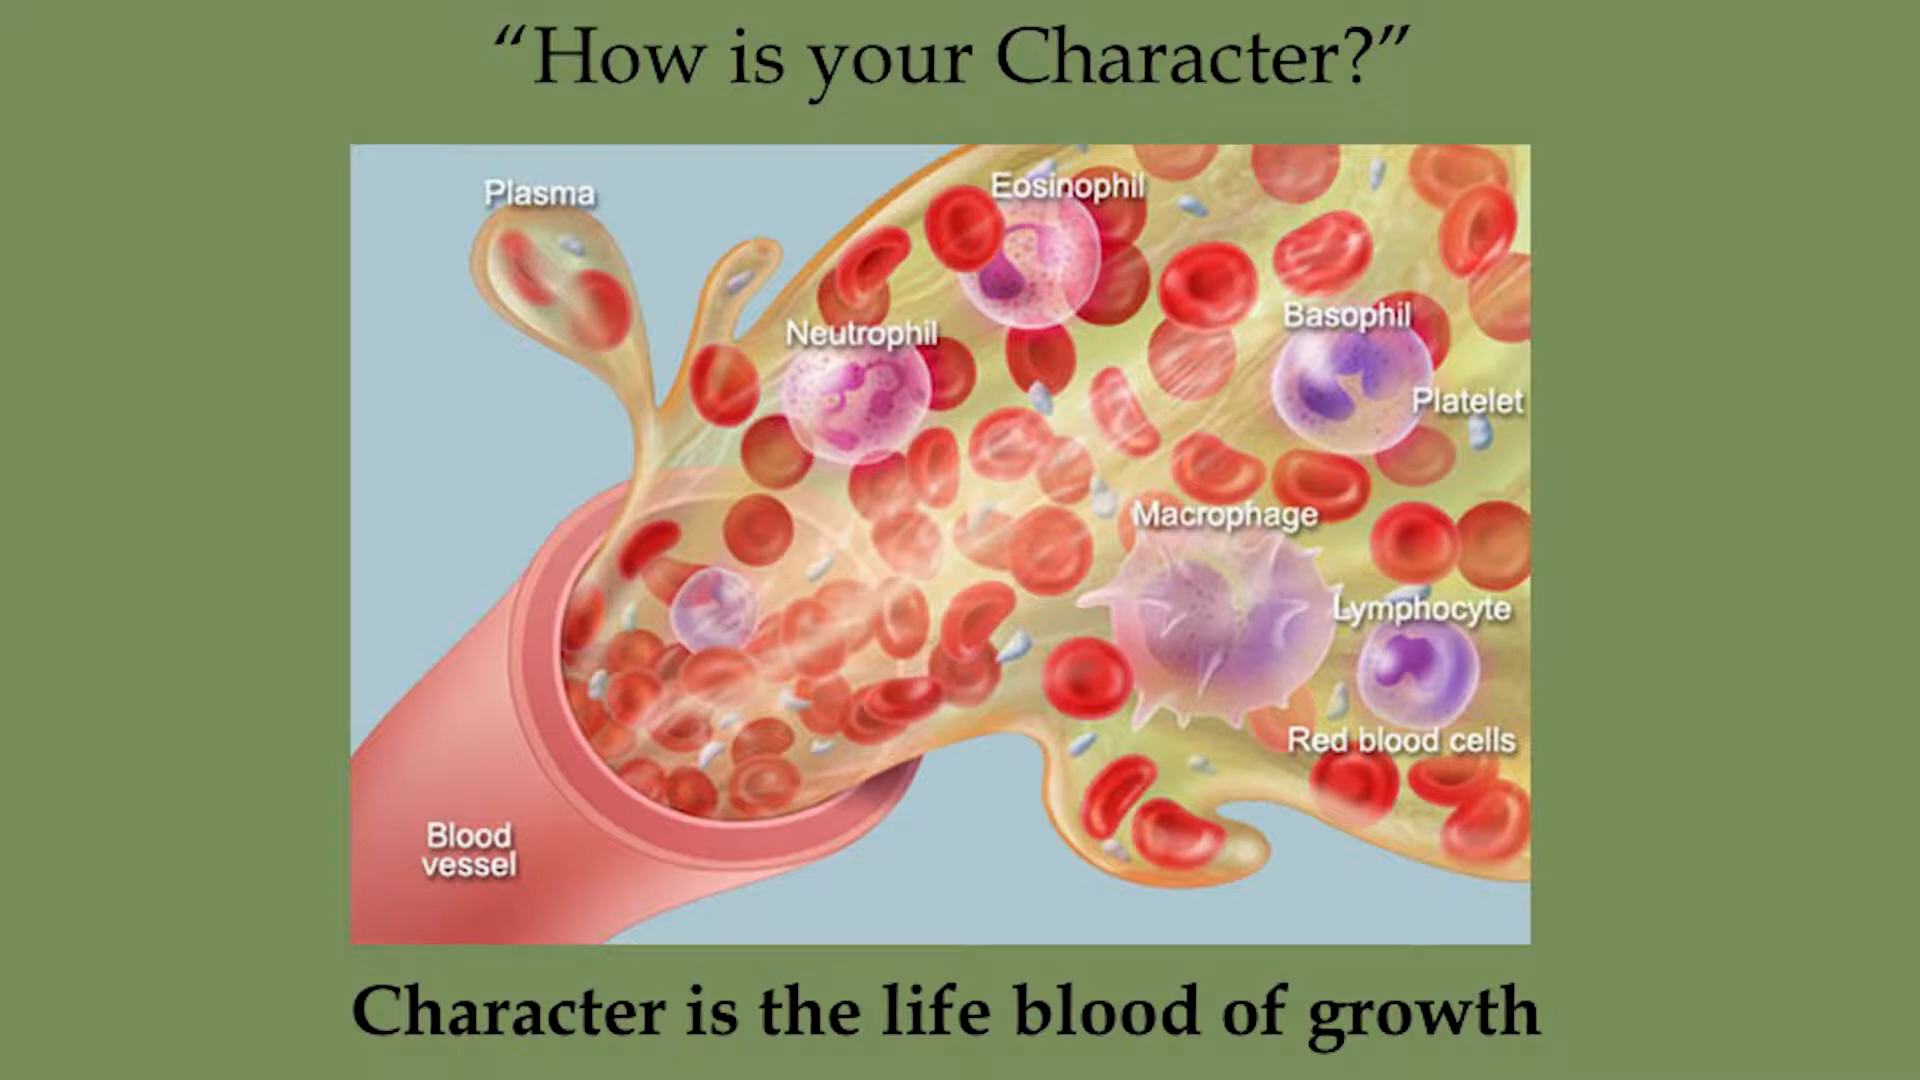 “How is your Character?”
Plasma
Eosinophil
Neutrophil
Basophil
Platelet
Macrophage
Lymphocyte
Red blood cells
Blood
vessel
Character is the life blood of growth